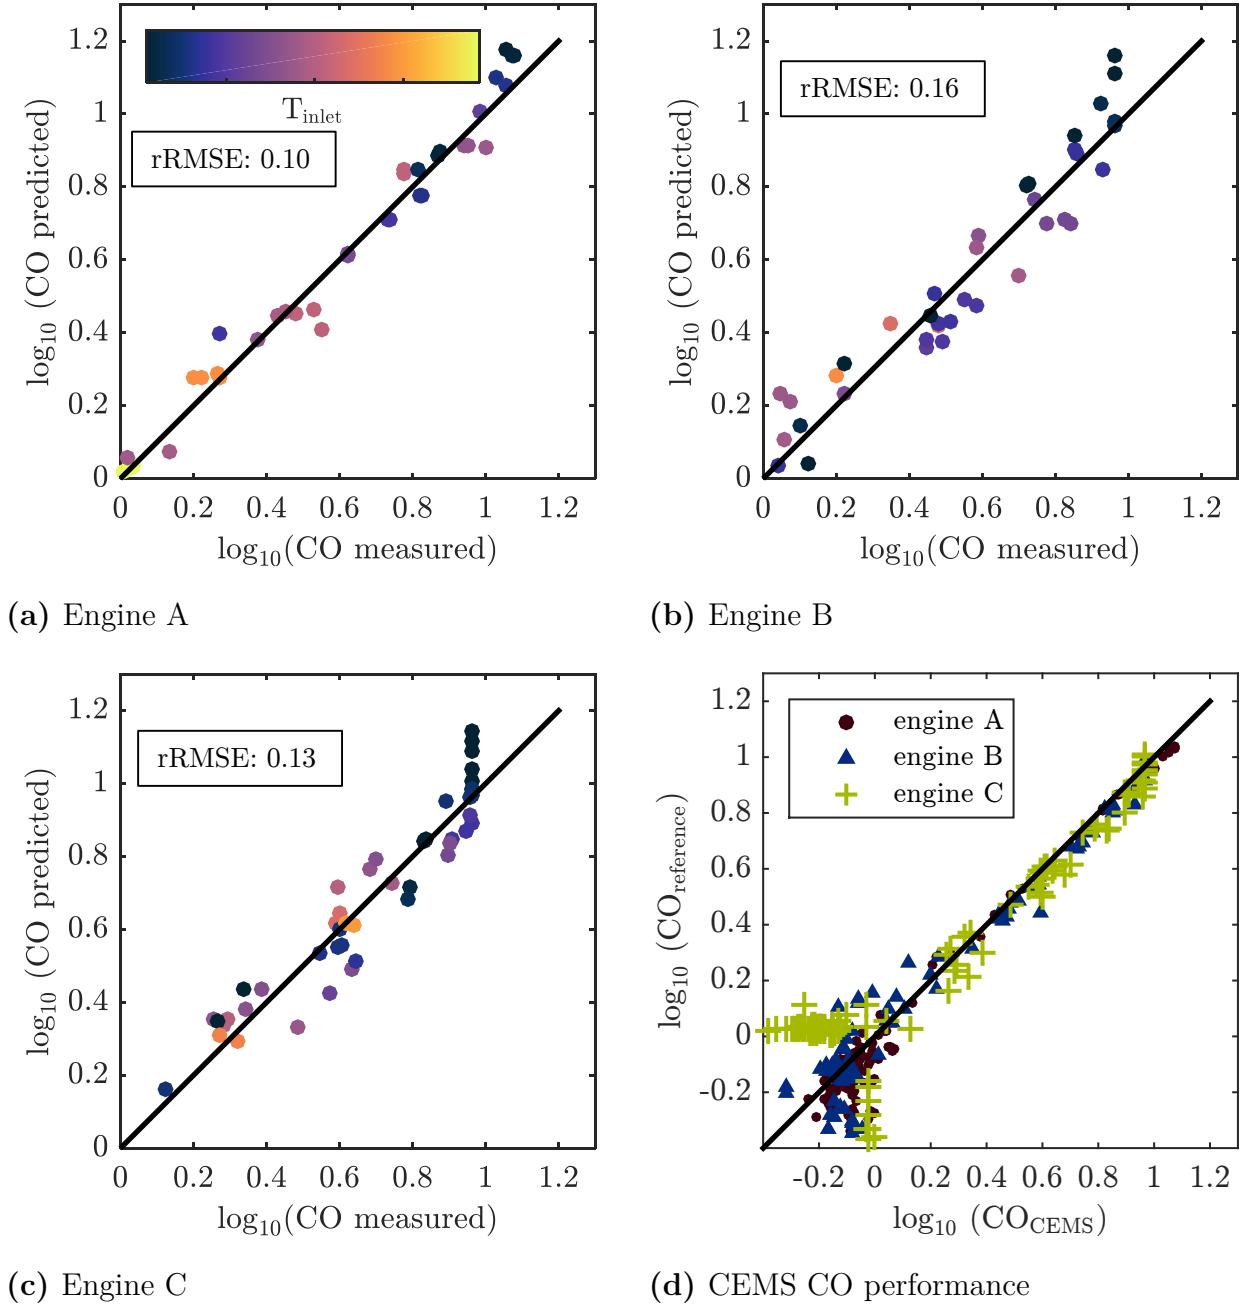 1.2
1
0.8
0.6
0.4
0.2
0
log10 (CO predicted)
T_inlet
rRMSE: 0.10
0 0.2 0.4 0.6 0.8 1 1.2
log10(CO measured)
(a) Engine A
1.2
1
0.8
0.6
0.4
0.2
0
log10 (CO predicted)
rRMSE: 0.16
0 0.2 0.4 0.6 0.8 1 1.2
log10(CO measured)
(b) Engine B
1.2
1
0.8
0.6
0.4
0.2
0
log10 (CO predicted)
rRMSE: 0.13
0 0.2 0.4 0.6 0.8 1 1.2
log10(CO measured)
(c) Engine C
1.2
1
0.8
0.6
0.4
0.2
0
-0.2
log10 (CO_reference)
engine A
engine B
engine C
-0.2 0 0.2 0.4 0.6 0.8 1 1.2
log10 (CO_CEMS)
(d) CEMS CO performance